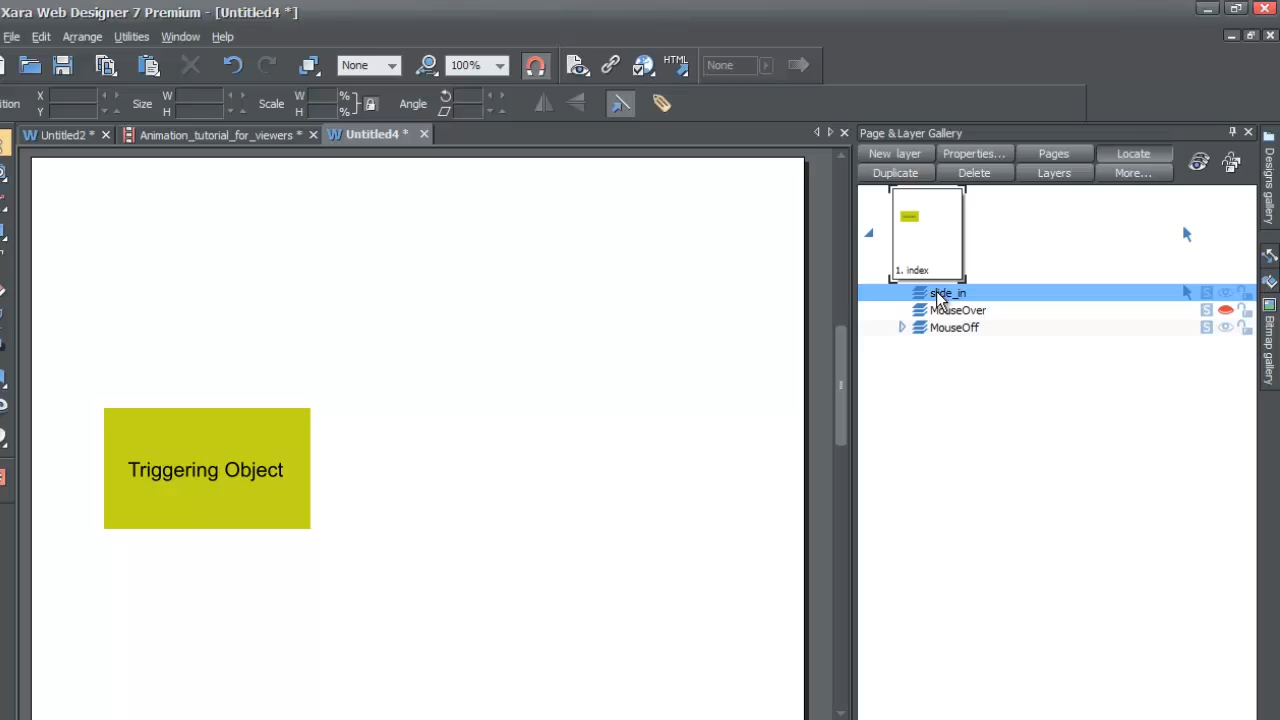 Xara Web Designer 7 Premium - [Untitled4 *]
File Edit Arrange Utilities Window Help
None 100% HTML None
X W W % Angle
ition Size Scale
Y H H %
Untitled2 * Animation_tutorial_for_viewers * Untitled4 * Page & Layer Gallery
New layer Properties... Pages Locate
Duplicate Delete Layers More...
Designs gallery
1. index
slide_in S
MouseOver S
MouseOff S
Bitmap gallery
Triggering Object